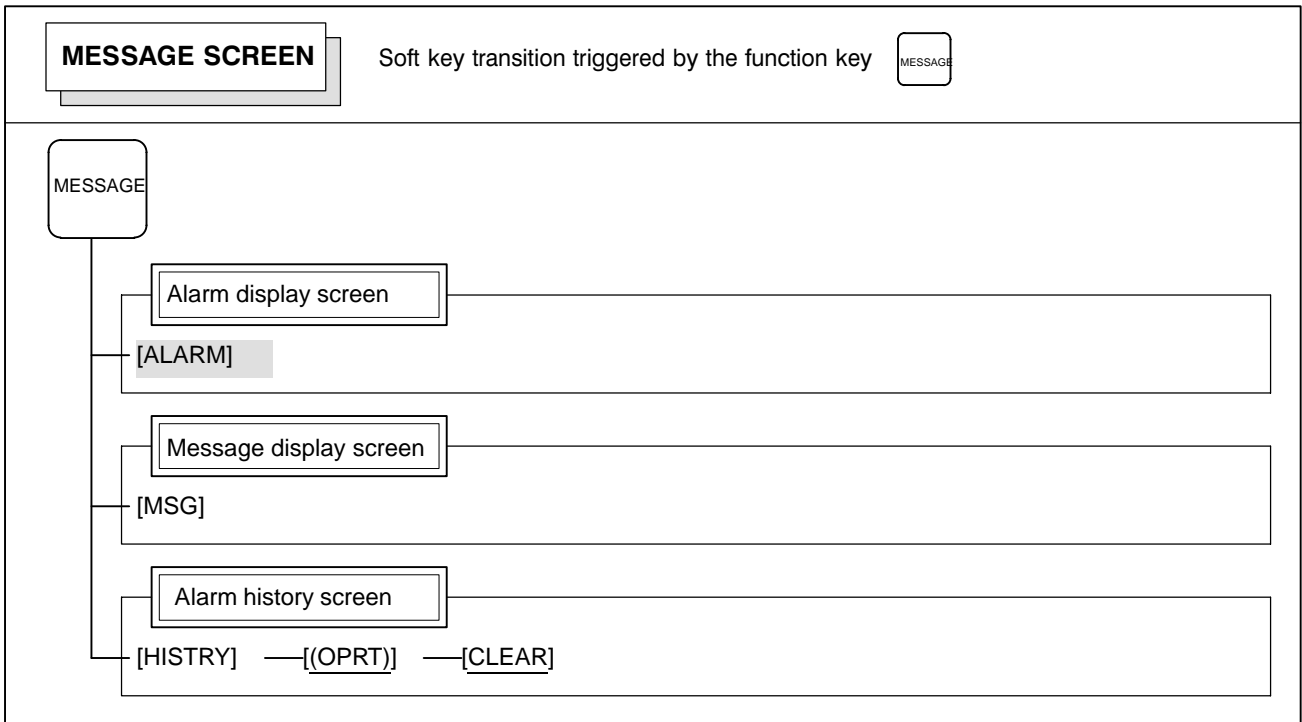 MESSAGE SCREEN Soft key transition triggered by the function key MESSAGE
MESSAGE
Alarm display screen
[ALARM]
Message display screen
[MSG]
Alarm history screen
[HISTRY] [(OPRT)] [CLEAR]